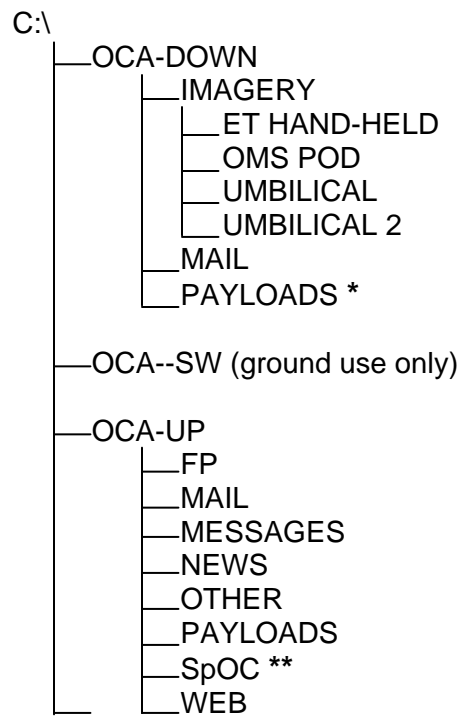 C:\
OCA-DOWN
IMAGERY
ET HAND-HELD
OMS POD
UMBILICAL
UMBILICAL 2
MAIL
PAYLOADS *
OCA--SW (ground use only)
OCA-UP
FP
MAIL
MESSAGES
NEWS
OTHER
PAYLOADS
SpOC **
WEB